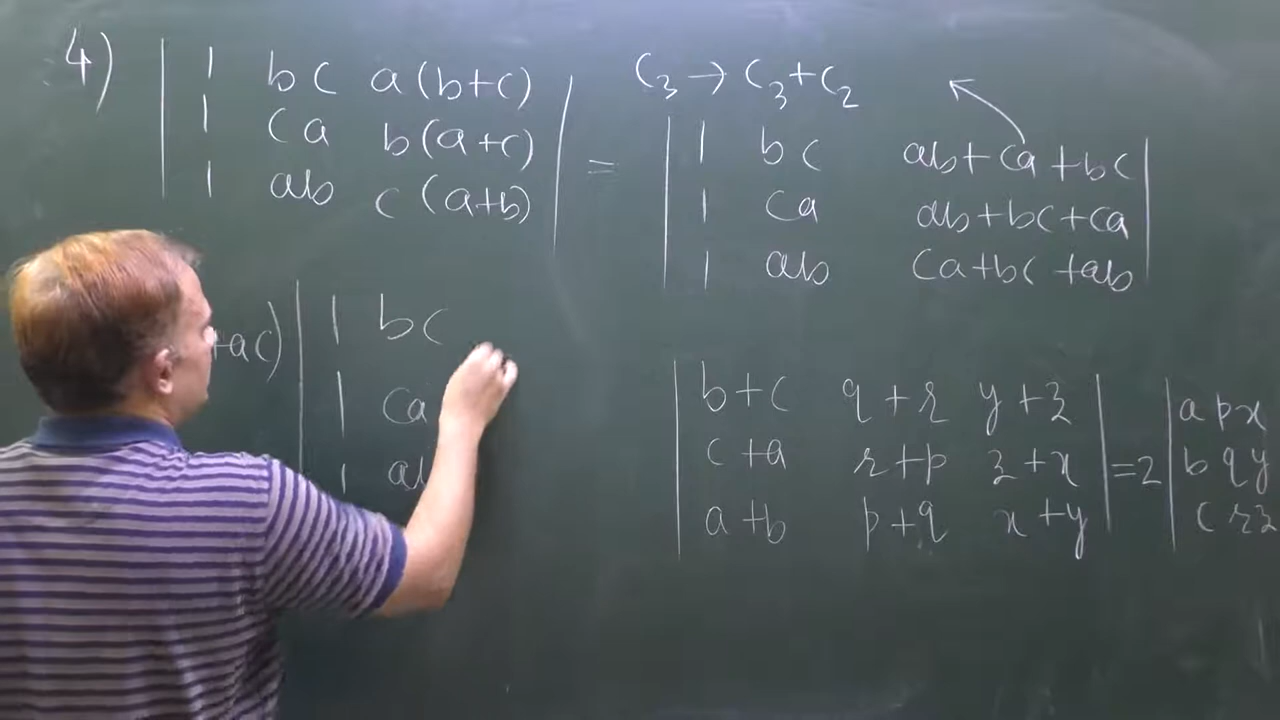 4) | 1 bc a(b+c) |
| 1 ca b(a+c) | =
| 1 ab c(a+b) |
C₃ → C₃+C₂
| 1 bc ab+ca+bc |
| 1 ca ab+bc+ca |
| 1 ab ca+bc+ab |
+ac) | 1 bc
| 1 ca
| 1
| b+c q+r y+z | | a p x
| c+a r+p z+x | =2 | b q y
| a+b p+q x+y | | c r z